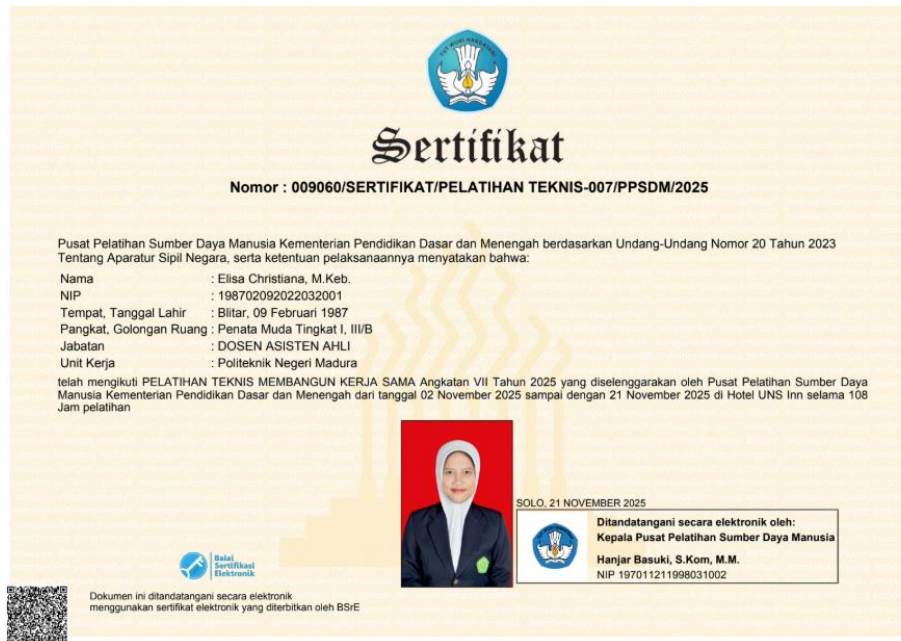 TUT WURI HANDAYANI
Sertifikat
Nomor : 009060/SERTIFIKAT/PELATIHAN TEKNIS-007/PPSDM/2025
Pusat Pelatihan Sumber Daya Manusia Kementerian Pendidikan Dasar dan Menengah berdasarkan Undang-Undang Nomor 20 Tahun 2023
Tentang Aparatur Sipil Negara, serta ketentuan pelaksanaannya menyatakan bahwa:
Nama : Elisa Christiana, M.Keb.
NIP : 198702092022032001
Tempat, Tanggal Lahir : Blitar, 09 Februari 1987
Pangkat, Golongan Ruang : Penata Muda Tingkat I, III/B
Jabatan : DOSEN ASISTEN AHLI
Unit Kerja : Politeknik Negeri Madura
telah mengikuti PELATIHAN TEKNIS MEMBANGUN KERJA SAMA Angkatan VII Tahun 2025 yang diselenggarakan oleh Pusat Pelatihan Sumber Daya
Manusia Kementerian Pendidikan Dasar dan Menengah dari tanggal 02 November 2025 sampai dengan 21 November 2025 di Hotel UNS Inn selama 108
Jam pelatihan
SOLO, 21 NOVEMBER 2025
Ditandatangani secara elektronik oleh:
Kepala Pusat Pelatihan Sumber Daya Manusia
Hanjar Basuki, S.Kom, M.M.
NIP 197011211998031002
Balai
Sertifikasi
Elektronik
Dokumen ini ditandatangani secara elektronik
menggunakan sertifikat elektronik yang diterbitkan oleh BSrE